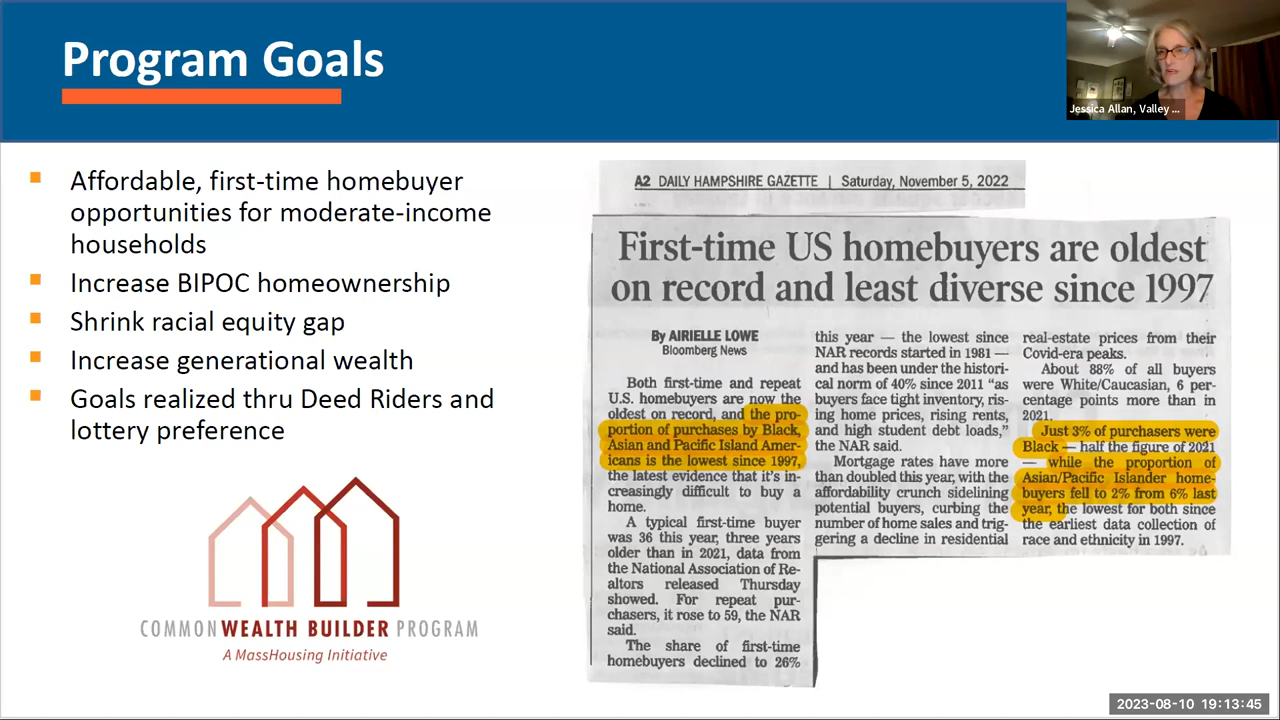 Program Goals
Jessica Allan, Valley ...
Affordable, first-time homebuyer
opportunities for moderate-income
households
Increase BIPOC homeownership
Shrink racial equity gap
Increase generational wealth
Goals realized thru Deed Riders and
lottery preference
COMMONWEALTH BUILDER PROGRAM
A MassHousing Initiative
A2 DAILY HAMPSHIRE GAZETTE | Saturday, November 5, 2022
First-time US homebuyers are oldest
on record and least diverse since 1997
By AIRIELLE LOWE
Bloomberg News
Both first-time and repeat
U.S. homebuyers are now the
oldest on record, and the pro-
portion of purchases by Black,
Asian and Pacific Island Amer-
icans is the lowest since 1997,
the latest evidence that it's in-
creasingly difficult to buy a
home.
A typical first-time buyer
was 36 this year, three years
older than in 2021, data from
the National Association of Re-
altors released Thursday
showed. For repeat pur-
chasers, it rose to 59, the NAR
said.
The share of first-time
homebuyers declined to 26%
this year — the lowest since
NAR records started in 1981 —
and has been under the histori-
cal norm of 40% since 2011 "as
buyers face tight inventory, ris-
ing home prices, rising rents,
and high student debt loads,"
the NAR said.
Mortgage rates have more
than doubled this year, with the
affordability crunch sidelining
potential buyers, curbing the
number of home sales and trig-
gering a decline in residential
real-estate prices from their
Covid-era peaks.
About 88% of all buyers
were White/Caucasian, 6 per-
centage points more than in
2021.
Just 3% of purchasers were
Black — half the figure of 2021
— while the proportion of
Asian/Pacific Islander home-
buyers fell to 2% from 6% last
year, the lowest for both since
the earliest data collection of
race and ethnicity in 1997.
2023-08-10 19:13:45